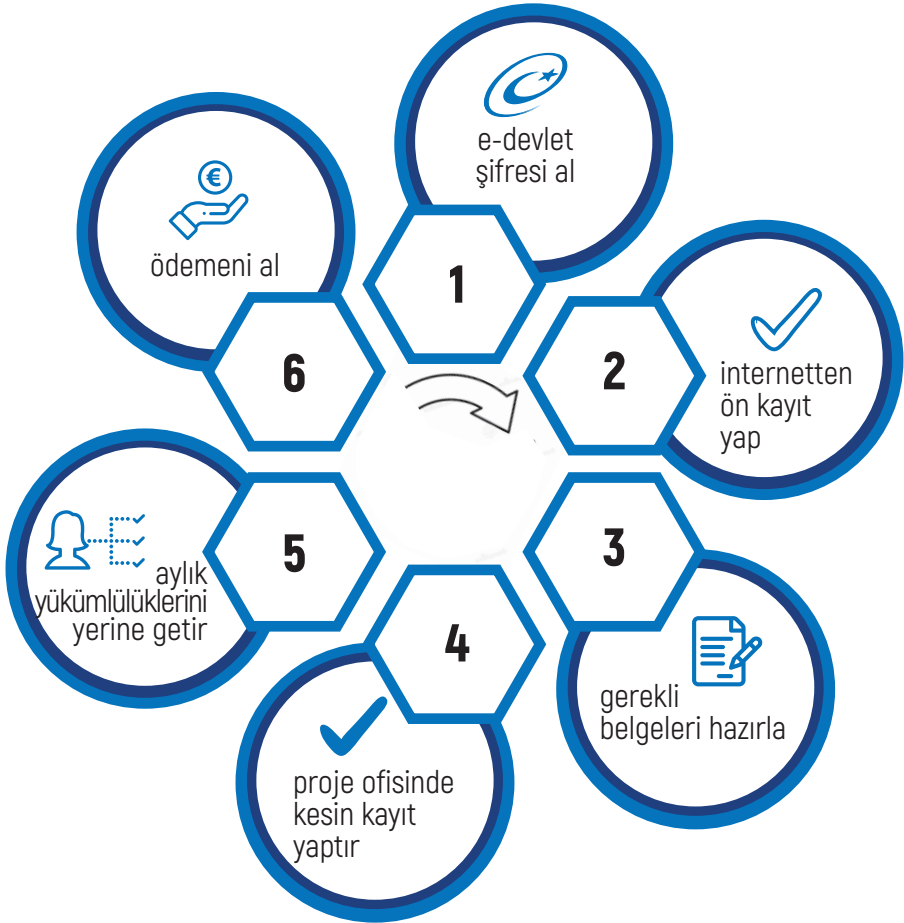 1
e-devlet
şifresi al
2
internetten
ön kayıt
yap
3
gerekli
belgeleri hazırla
4
proje ofisinde
kesin kayıt
yaptır
5
aylık
yükümlülüklerini
yerine getir
6
€
ödemeni al